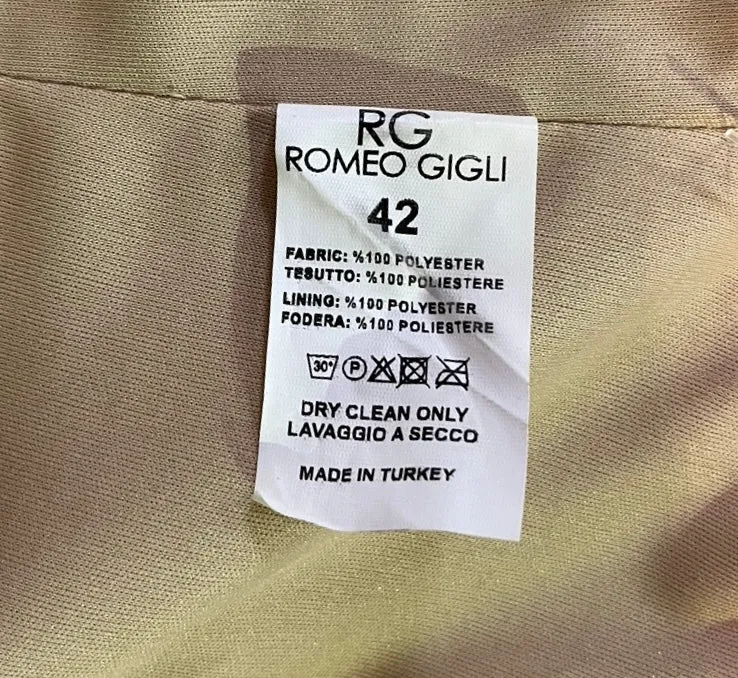 RG
ROMEO GIGLI
42
FABRIC: %100 POLYESTER
TESUTTO: %100 POLIESTERE
LINING: %100 POLYESTER
FODERA: %100 POLIESTERE
30° P
DRY CLEAN ONLY
LAVAGGIO A SECCO
MADE IN TURKEY